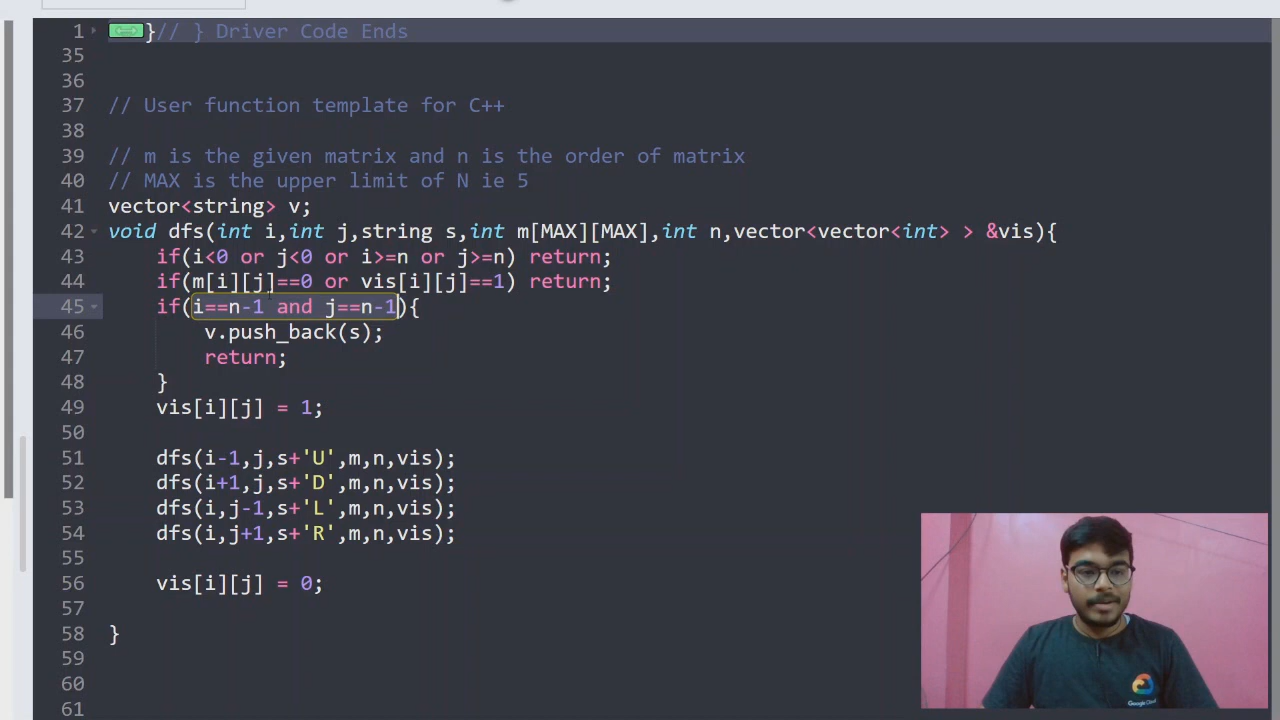 1 }// } Driver Code Ends
35
36
37 // User function template for C++
38
39 // m is the given matrix and n is the order of matrix
40 // MAX is the upper limit of N ie 5
41 vector<string> v;
42 void dfs(int i,int j,string s,int m[MAX][MAX],int n,vector<vector<int> > &vis){
43 if(i<0 or j<0 or i>=n or j>=n) return;
44 if(m[i][j]==0 or vis[i][j]==1) return;
45 if(i==n-1 and j==n-1){
46 v.push_back(s);
47 return;
48 }
49 vis[i][j] = 1;
50
51 dfs(i-1,j,s+'U',m,n,vis);
52 dfs(i+1,j,s+'D',m,n,vis);
53 dfs(i,j-1,s+'L',m,n,vis);
54 dfs(i,j+1,s+'R',m,n,vis);
55
56 vis[i][j] = 0;
57
58 }
59
60
61
Google Cloud